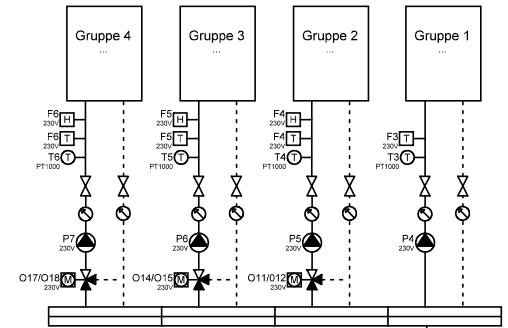 Gruppe 4
...
Gruppe 3
...
Gruppe 2
...
Gruppe 1
...
F6
230V
H
F5
230V
H
F4
230V
H
F6
230V
T
F5
230V
T
F4
230V
T
F3
230V
T
T6
PT1000
T
T5
PT1000
T
T4
PT1000
T
T3
PT1000
T
P7
230V
P6
230V
P5
230V
P4
230V
O17/O18
230V
M
O14/O15
230V
M
O11/012
230V
M